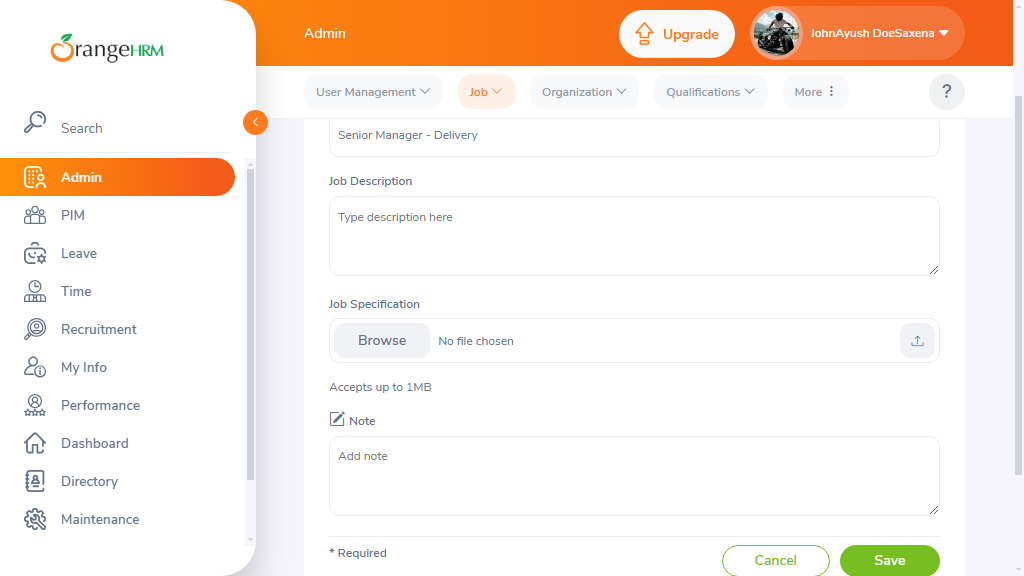 OrangeHRM
Search
Admin
PIM
Leave
Time
Recruitment
My Info
Performance
Dashboard
Directory
Maintenance
Admin
Upgrade
JohnAyush DoeSaxena
User Management
Job
Organization
Qualifications
More
?
Senior Manager - Delivery
Job Description
Type description here
Job Specification
Browse No file chosen
Accepts up to 1MB
Note
Add note
* Required
Cancel
Save